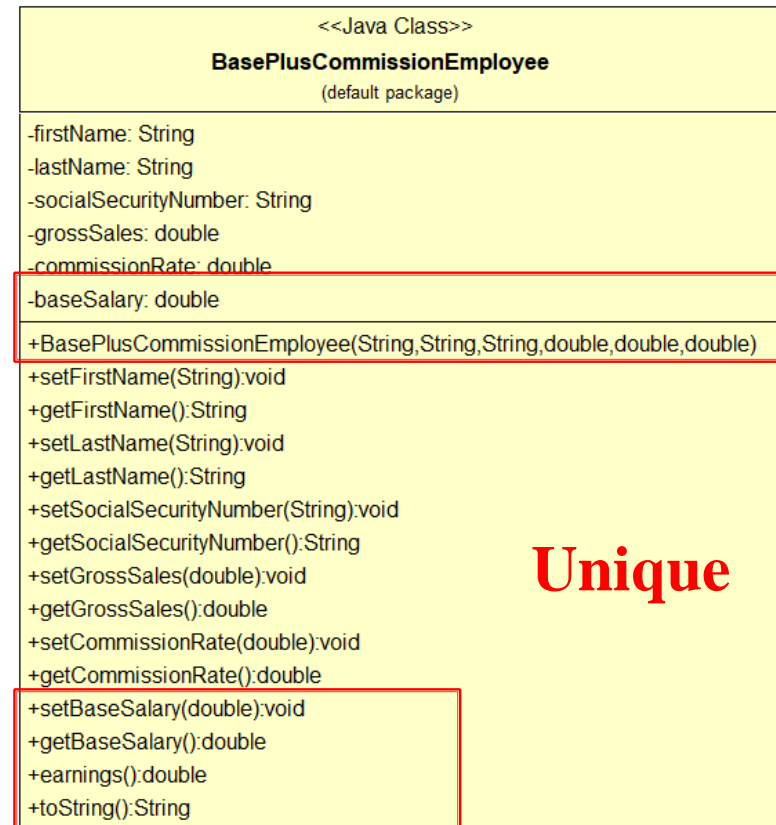 <<Java Class>>
BasePlusCommissionEmployee
(default package)
-firstName: String
-lastName: String
-socialSecurityNumber: String
-grossSales: double
-commissionRate: double
-baseSalary: double
+BasePlusCommissionEmployee(String,String,String,double,double,double)
+setFirstName(String):void
+getFirstName():String
+setLastName(String):void
+getLastName():String
+setSocialSecurityNumber(String):void
+getSocialSecurityNumber():String
+setGrossSales(double):void
+getGrossSales():double
+setCommissionRate(double):void
+getCommissionRate():double
+setBaseSalary(double):void
+getBaseSalary():double
+earnings():double
+toString():String
Unique